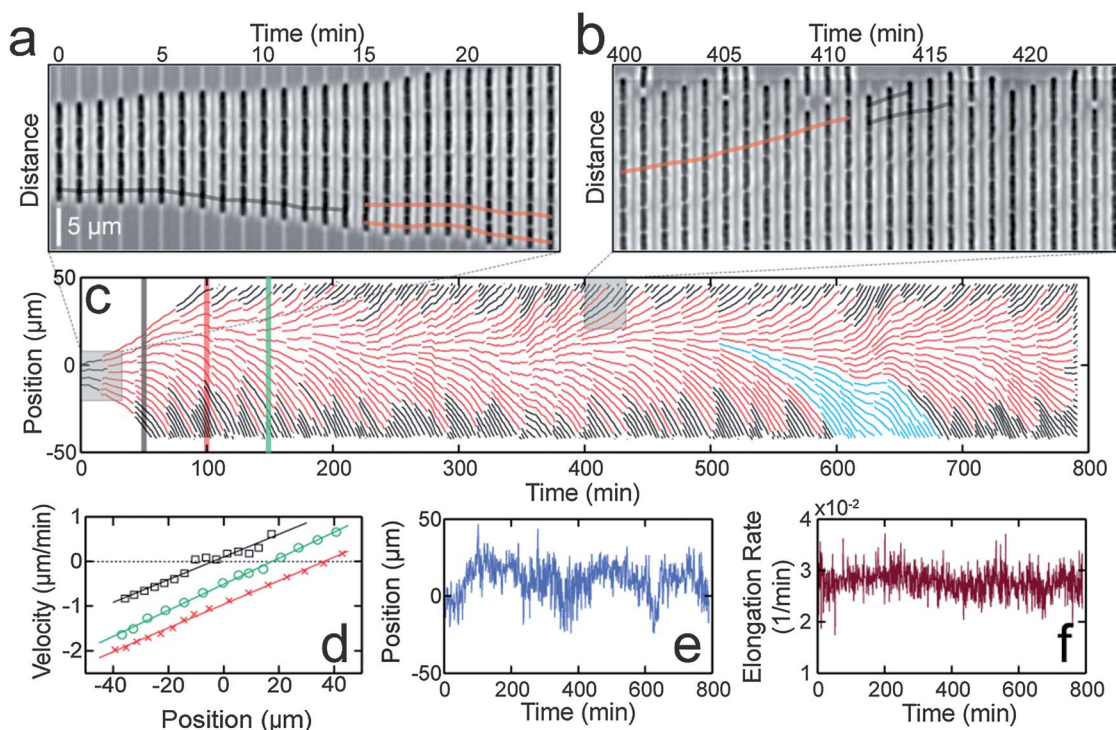 a
Time (min)
0 5 10 15 20
Distance
5 µm
b
Time (min)
400 405 410 415 420
Distance
c
50
0
-50
Position (µm)
0 100 200 300 400 500 600 700 800
Time (min)
1
0
-1
-2
Velocity (µm/min)
d
-40 -20 0 20 40
Position (µm)
50
0
-50
Position (µm)
e
0 200 400 600 800
Time (min)
x10-2
4
3
2
1
Elongation Rate
(1/min)
f
0 200 400 600 800
Time (min)